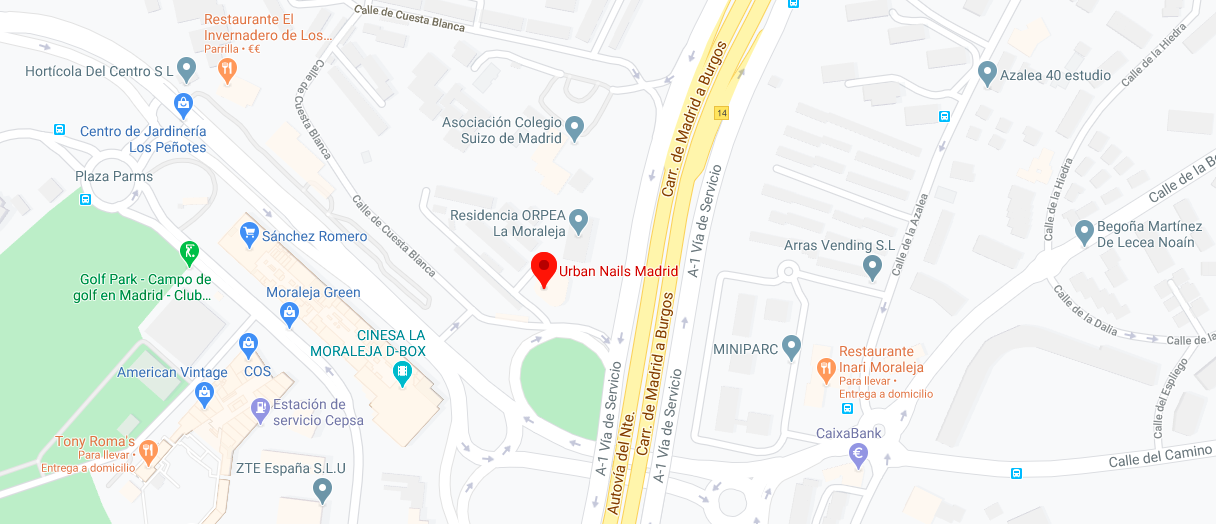 Calle de Cuesta Blanca
Restaurante El
Invernadero de Los...
Parrilla • €€
Hortícola Del Centro S L
Calle de Cuesta Blanca
Centro de Jardinería
Los Peñotes
Plaza Parms
Asociación Colegio
Suizo de Madrid
Carr. de Madrid a Burgos
14
Azalea 40 estudio
Calle de la Hiedra
Calle de la Hiedra
Calle de la Azalea
Calle de la B
Residencia ORPEA
La Moraleja
Calle de Cuesta Blanca
Sánchez Romero
A-1 Vía de Servicio
Begoña Martínez
De Lecea Noaín
Arras Vending S.L
Urban Nails Madrid
Golf Park - Campo de
golf en Madrid - Club...
Moraleja Green
Calle de la Dalia
Calle de la
CINESA LA
MORALEJA D-BOX
Carr. de Madrid a Burgos
MINIPARC
Restaurante
Inari Moraleja
Para llevar •
Entrega a domicilio
COS
American Vintage
A-1 Vía de Servicio
A-1 Vía de Servicio
Calle del Espliego
Estación de
servicio Cepsa
Autovía del Nte.
CaixaBank
€
Tony Roma's
Para llevar •
Entrega a domicilio
Calle del Camino
ZTE España S.L.U